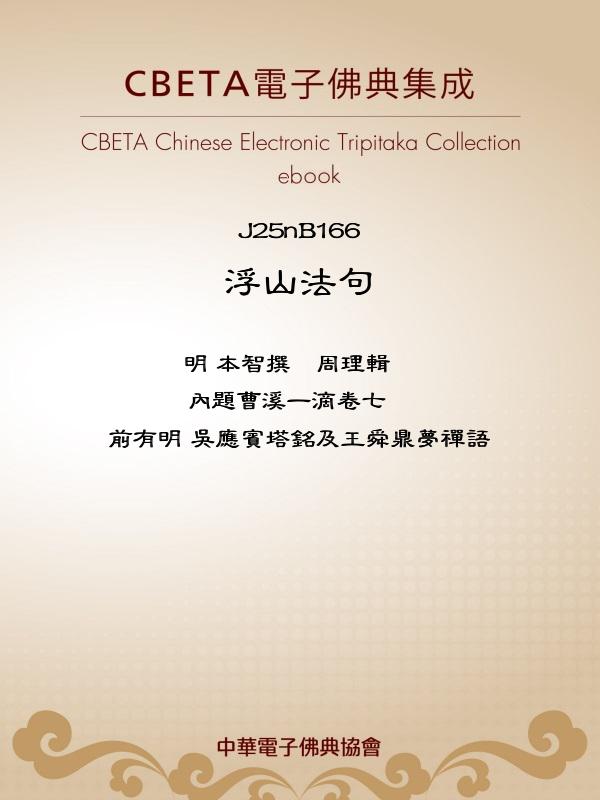 CBETA電子佛典集成
CBETA Chinese Electronic Tripitaka Collection
ebook
J25nB166
浮山法句
明 本智撰　周理輯
內題曹溪一滴卷七
前有明 吳應賓塔銘及王舜鼎夢禪語
中華電子佛典協會